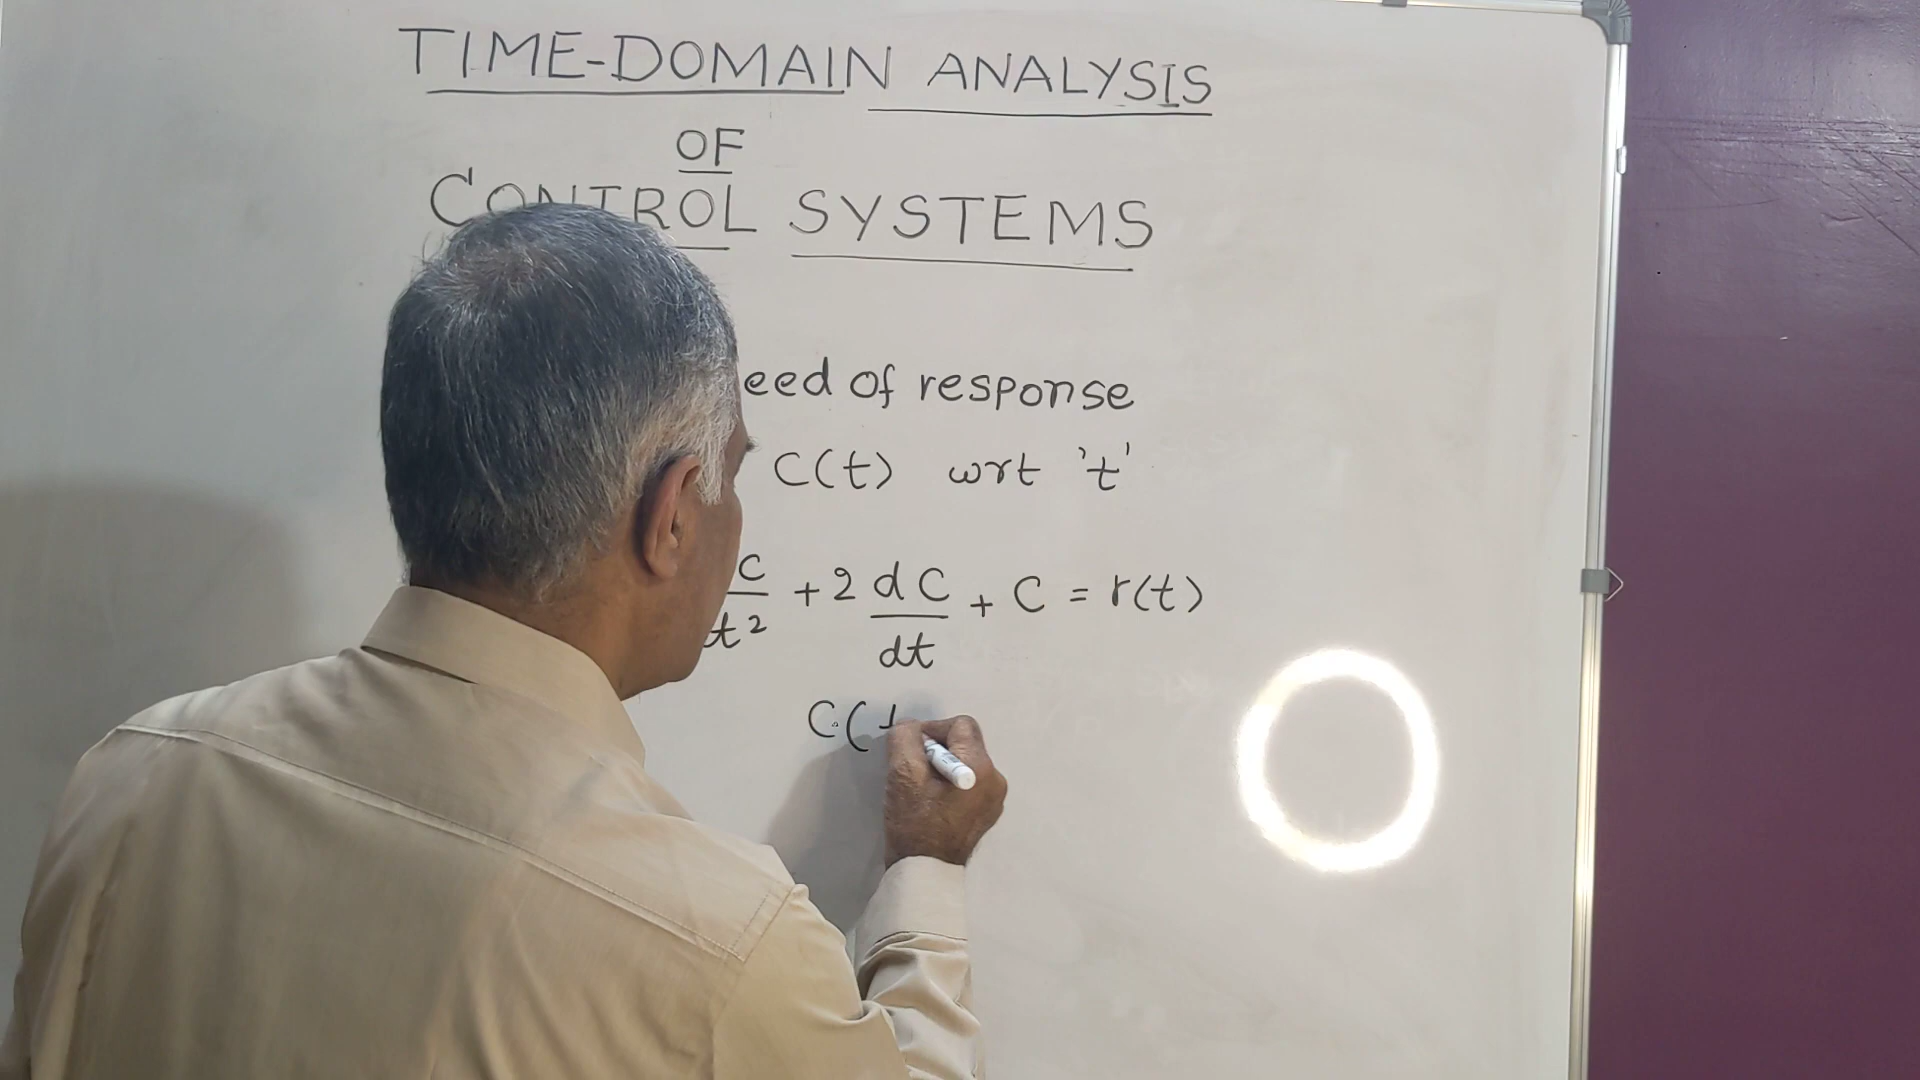 TIME-DOMAIN ANALYSIS
OF
CONTROL SYSTEMS
eed of response
C(t) wrt 't'
c/t² + 2 dC/dt + C = r(t)
C(t